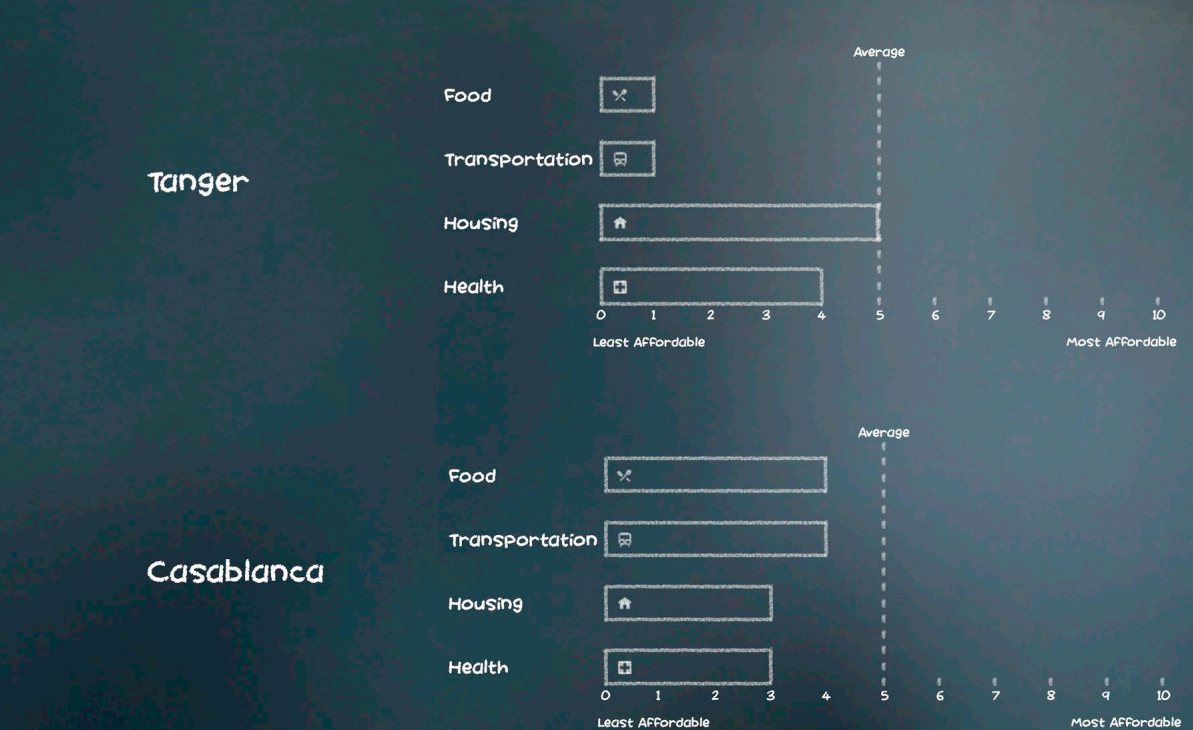 Average
Food
Transportation
Tanger
Housing
Health
0 1 2 3 4 5 6 7 8 9 10
Least Affordable Most Affordable
Average
Food
Transportation
Casablanca
Housing
Health
0 1 2 3 4 5 6 7 8 9 10
Least Affordable Most Affordable